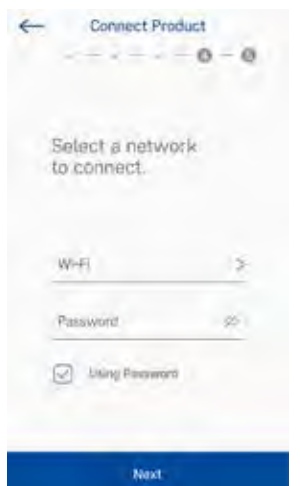 Connect Product
Select a network
to connect.
Wi-Fi
Password
Using Password
Next